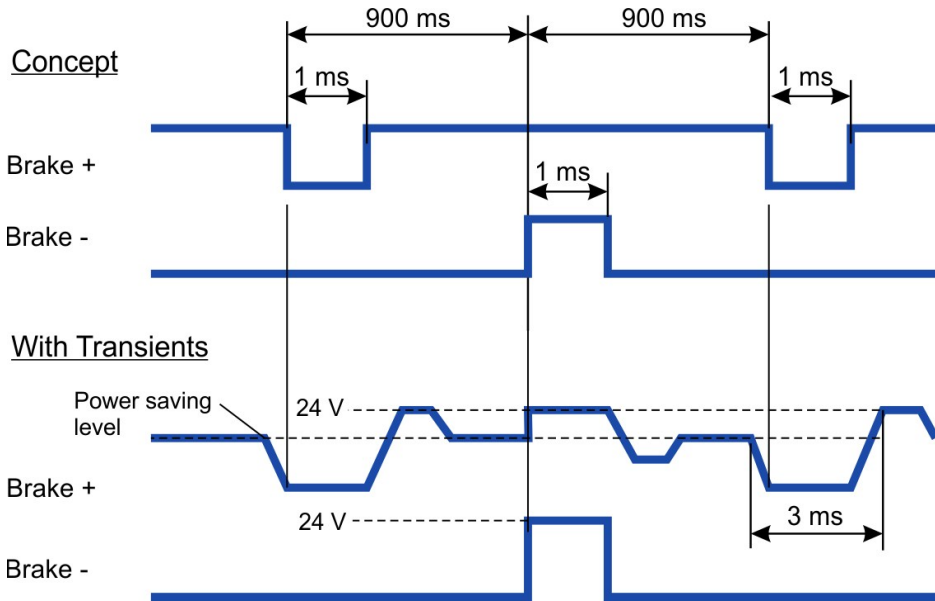 900 ms
900 ms
Concept
1 ms
1 ms
Brake +
1 ms
Brake -
With Transients
Power saving
level
24 V
Brake +
24 V
3 ms
Brake -